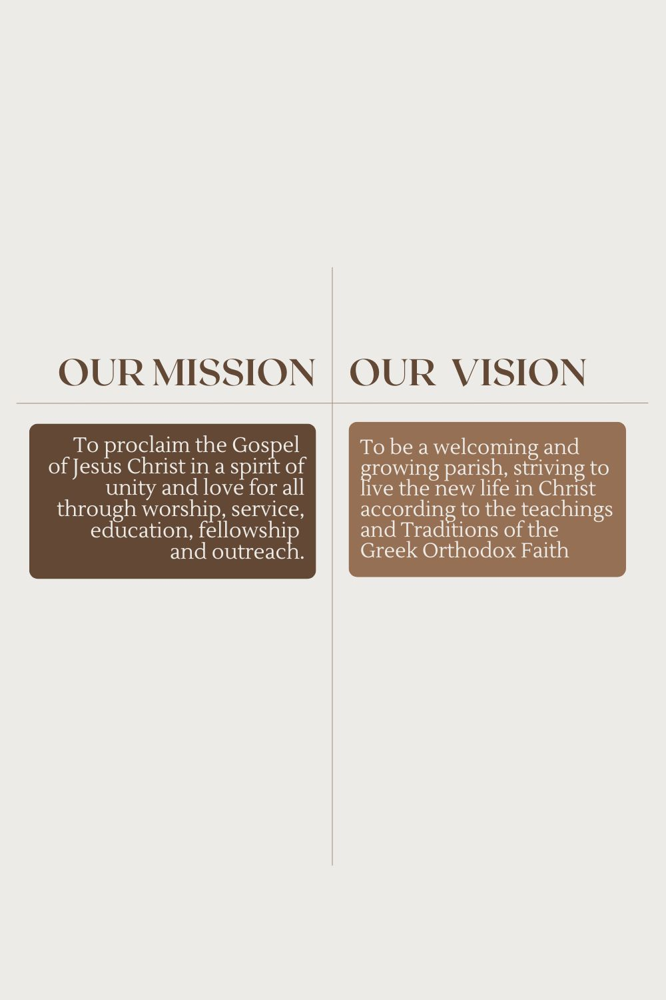 OUR MISSION
To proclaim the Gospel
of Jesus Christ in a spirit of
unity and love for all
through worship, service,
education, fellowship
and outreach.
OUR VISION
To be a welcoming and
growing parish, striving to
live the new life in Christ
according to the teachings
and Traditions of the
Greek Orthodox Faith